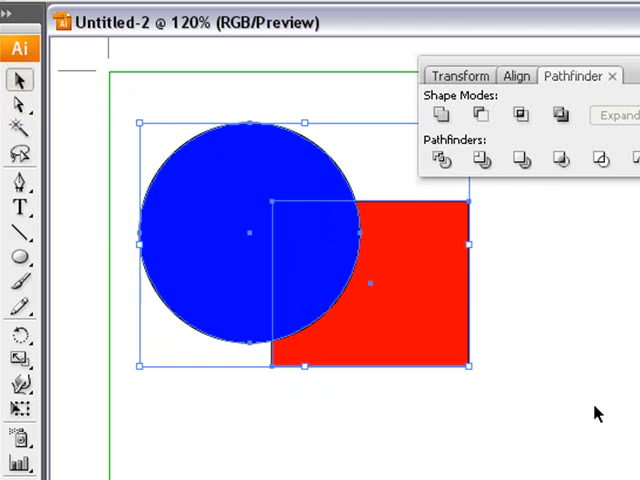 Untitled-2 @ 120% (RGB/Preview)
Ai
Transform Align Pathfinder ×
Shape Modes:
Expand
Pathfinders:
T